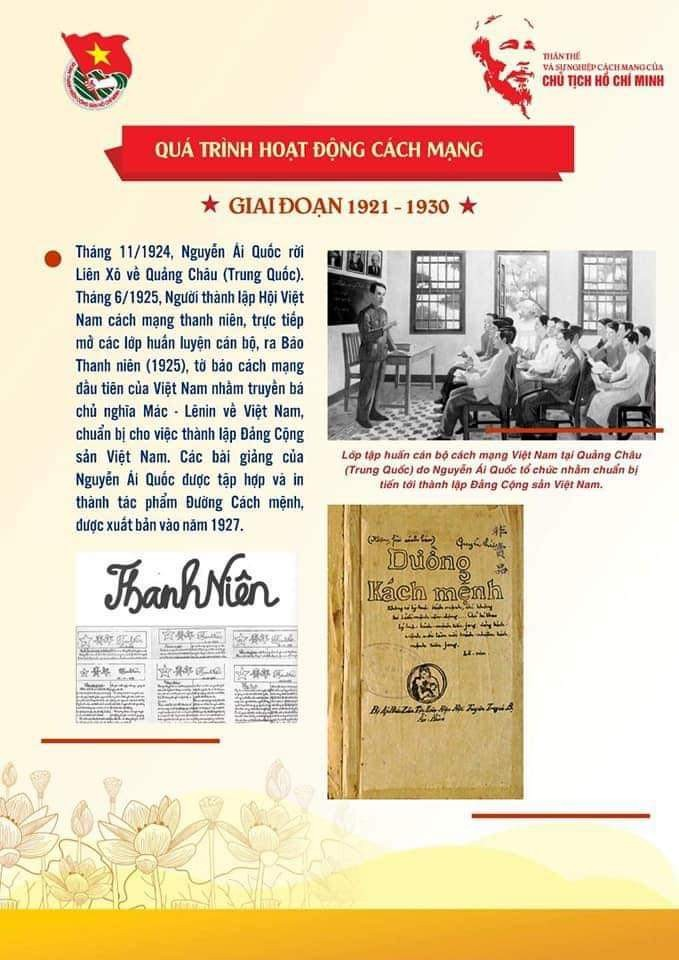 THÂN THẾ
VÀ SỰ NGHIỆP CÁCH MẠNG CỦA
CHỦ TỊCH HỒ CHÍ MINH
QUÁ TRÌNH HOẠT ĐỘNG CÁCH MẠNG
GIAI ĐOẠN 1921 - 1930
Tháng 11/1924, Nguyễn Ái Quốc rời
Liên Xô về Quảng Châu (Trung Quốc).
Tháng 6/1925, Người thành lập Hội Việt
Nam cách mạng thanh niên, trực tiếp
mở các lớp huấn luyện cán bộ, ra Báo
Thanh niên (1925), tờ báo cách mạng
đầu tiên của Việt Nam nhằm truyền bá
chủ nghĩa Mác - Lênin về Việt Nam,
chuẩn bị cho việc thành lập Đảng Cộng
sản Việt Nam. Các bài giảng của
Nguyễn Ái Quốc được tập hợp và in
thành tác phẩm Đường Cách mệnh,
được xuất bản vào năm 1927.
Lớp tập huấn cán bộ cách mạng Việt Nam tại Quảng Châu
(Trung Quốc) do Nguyễn Ái Quốc tổ chức nhằm chuẩn bị
tiến tới thành lập Đảng Cộng sản Việt Nam.
Thanh Niên
非賣品
Đường
Kách mệnh